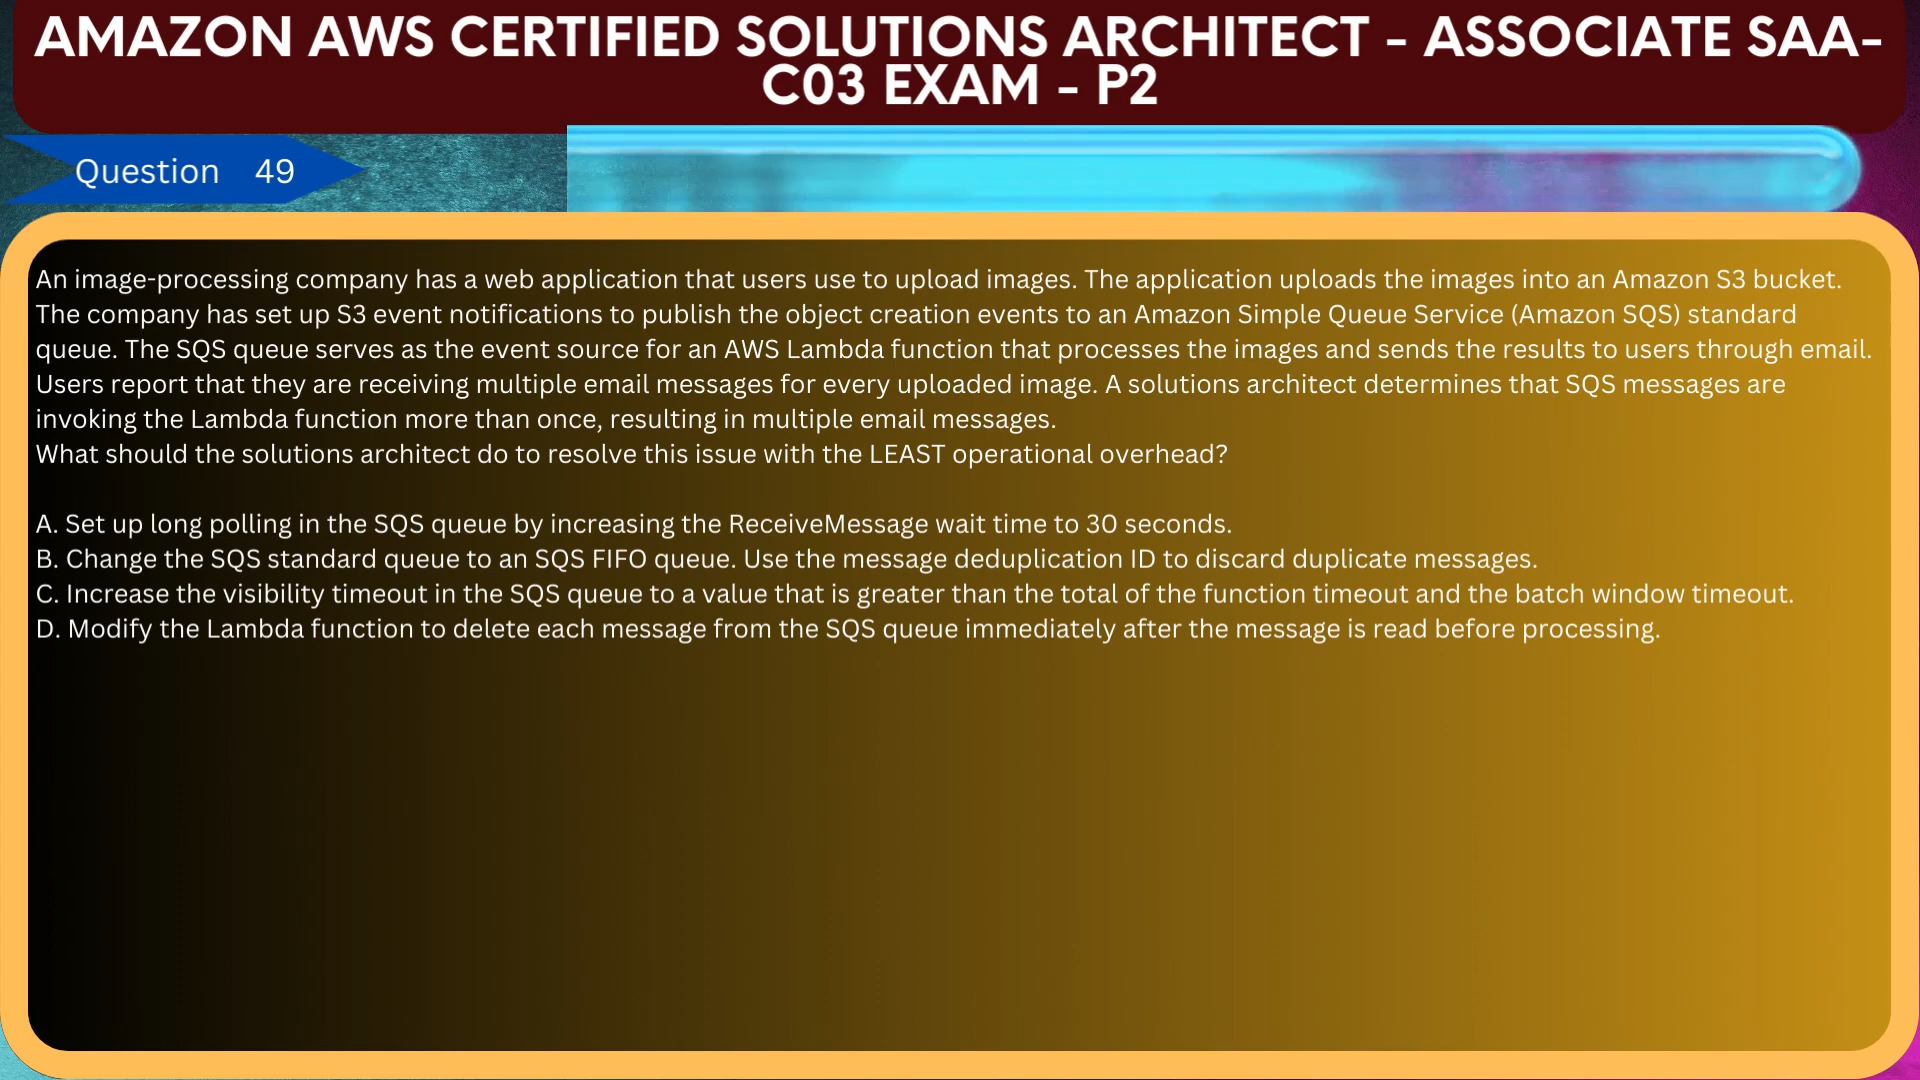 AMAZON AWS CERTIFIED SOLUTIONS ARCHITECT - ASSOCIATE SAA-
C03 EXAM - P2
Question 49
An image-processing company has a web application that users use to upload images. The application uploads the images into an Amazon S3 bucket.
The company has set up S3 event notifications to publish the object creation events to an Amazon Simple Queue Service (Amazon SQS) standard
queue. The SQS queue serves as the event source for an AWS Lambda function that processes the images and sends the results to users through email.
Users report that they are receiving multiple email messages for every uploaded image. A solutions architect determines that SQS messages are
invoking the Lambda function more than once, resulting in multiple email messages.
What should the solutions architect do to resolve this issue with the LEAST operational overhead?
A. Set up long polling in the SQS queue by increasing the ReceiveMessage wait time to 30 seconds.
B. Change the SQS standard queue to an SQS FIFO queue. Use the message deduplication ID to discard duplicate messages.
C. Increase the visibility timeout in the SQS queue to a value that is greater than the total of the function timeout and the batch window timeout.
D. Modify the Lambda function to delete each message from the SQS queue immediately after the message is read before processing.